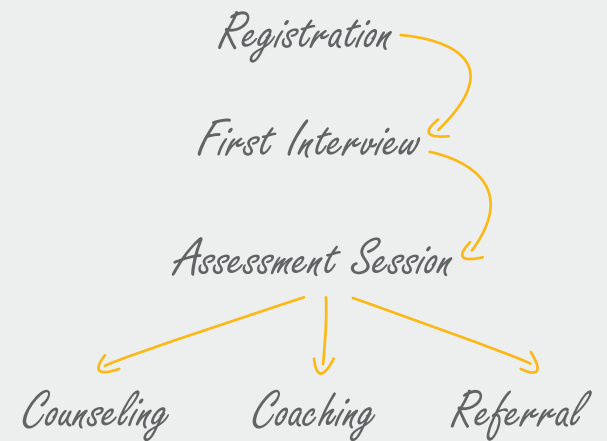 Registration
First Interview
Assessment Session
Counseling Coaching Referral